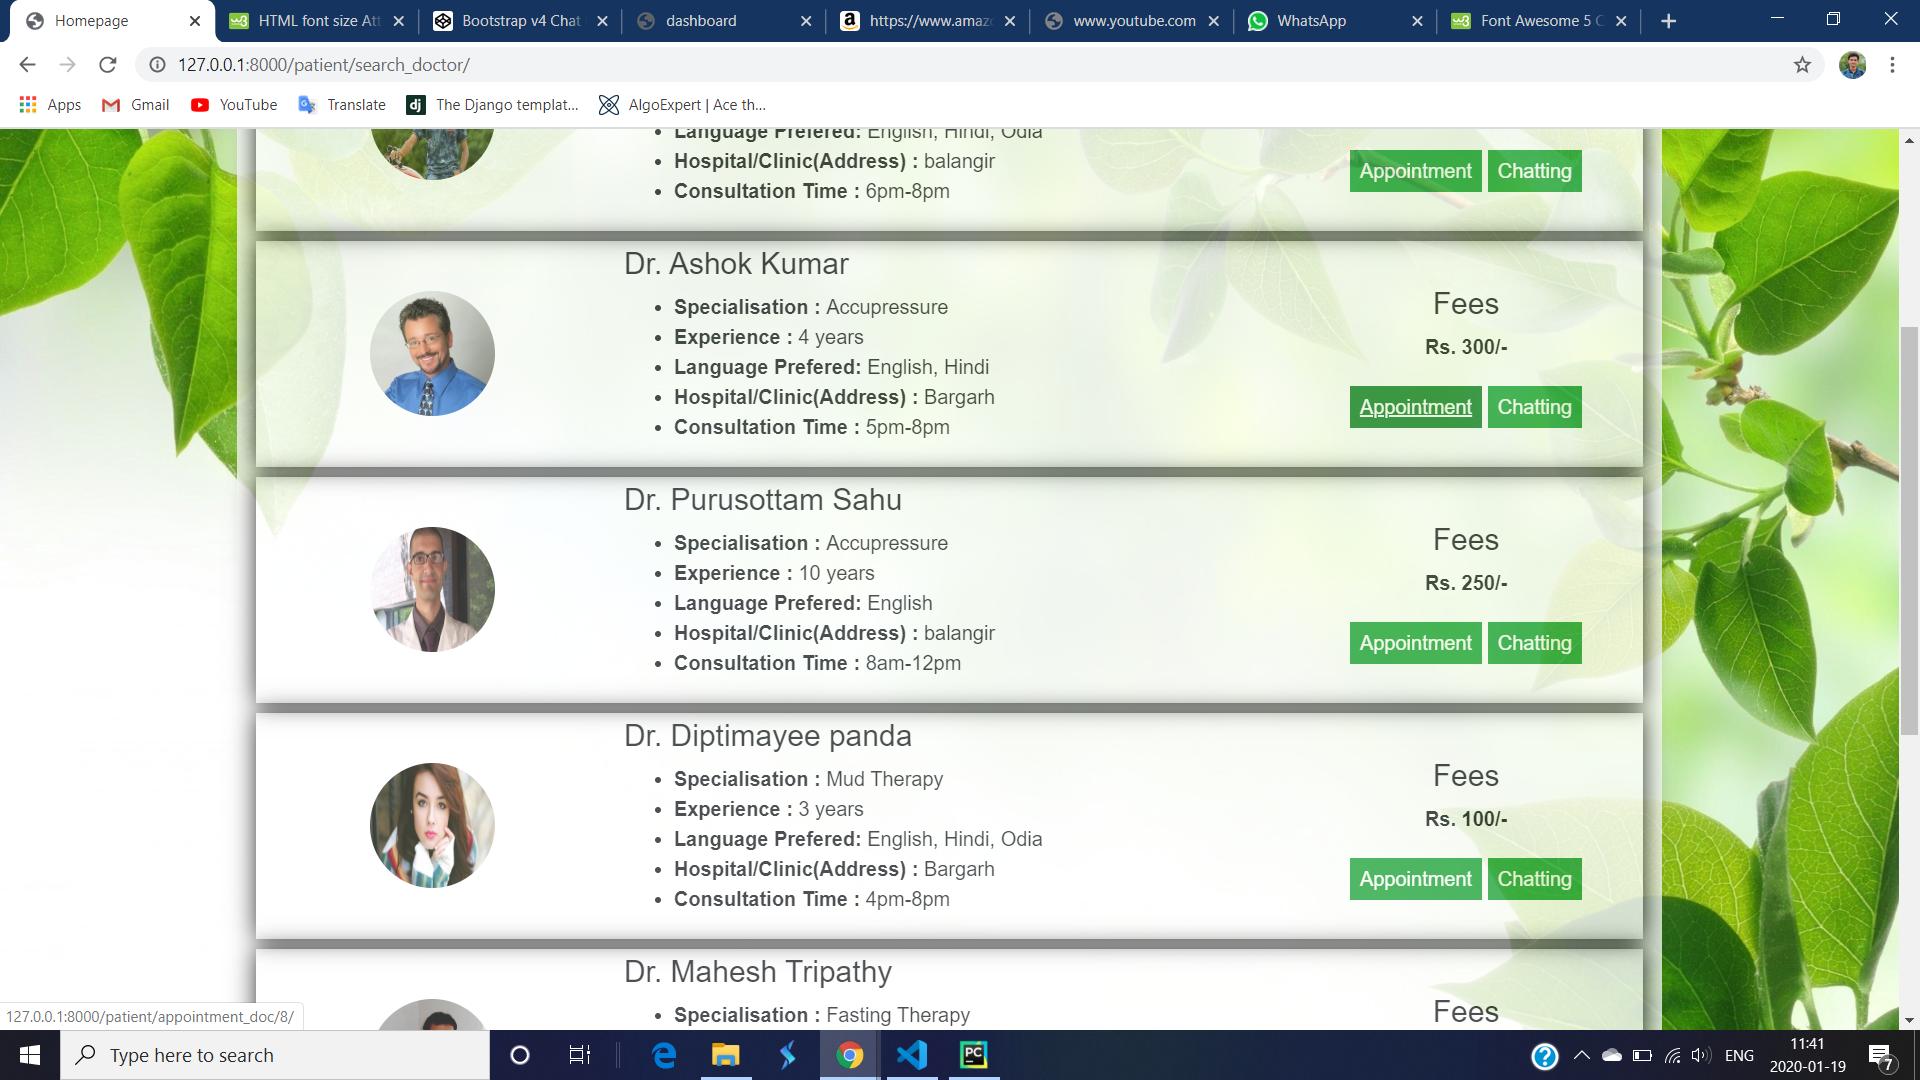 Homepage
HTML font size Att
Bootstrap v4 Chat
dashboard
https://www.amaz
www.youtube.com
WhatsApp
Font Awesome 5 C
127.0.0.1:8000/patient/search_doctor/
Apps
Gmail
YouTube
Translate
dj
The Django templat...
AlgoExpert | Ace th...
Language Prefered: English, Hindi, Odia
Hospital/Clinic(Address) : balangir
Consultation Time : 6pm-8pm
Appointment
Chatting
Dr. Ashok Kumar
Specialisation : Accupressure
Experience : 4 years
Language Prefered: English, Hindi
Hospital/Clinic(Address) : Bargarh
Consultation Time : 5pm-8pm
Fees
Rs. 300/-
Appointment
Chatting
Dr. Purusottam Sahu
Specialisation : Accupressure
Experience : 10 years
Language Prefered: English
Hospital/Clinic(Address) : balangir
Consultation Time : 8am-12pm
Fees
Rs. 250/-
Appointment
Chatting
Dr. Diptimayee panda
Specialisation : Mud Therapy
Experience : 3 years
Language Prefered: English, Hindi, Odia
Hospital/Clinic(Address) : Bargarh
Consultation Time : 4pm-8pm
Fees
Rs. 100/-
Appointment
Chatting
Dr. Mahesh Tripathy
Specialisation : Fasting Therapy
Fees
127.0.0.1:8000/patient/appointment_doc/8/
Type here to search
PC
ENG
11:41
2020-01-19
7